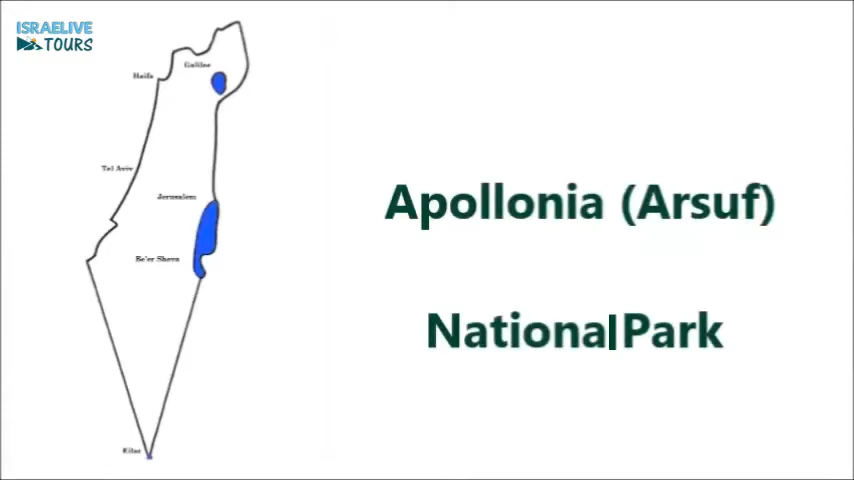 ISRAELIVE
TOURS
Galilee
Haifa
Tel Aviv
Jerusalem
Be'er Sheva
Eilat
Apollonia (Arsuf)
National Park